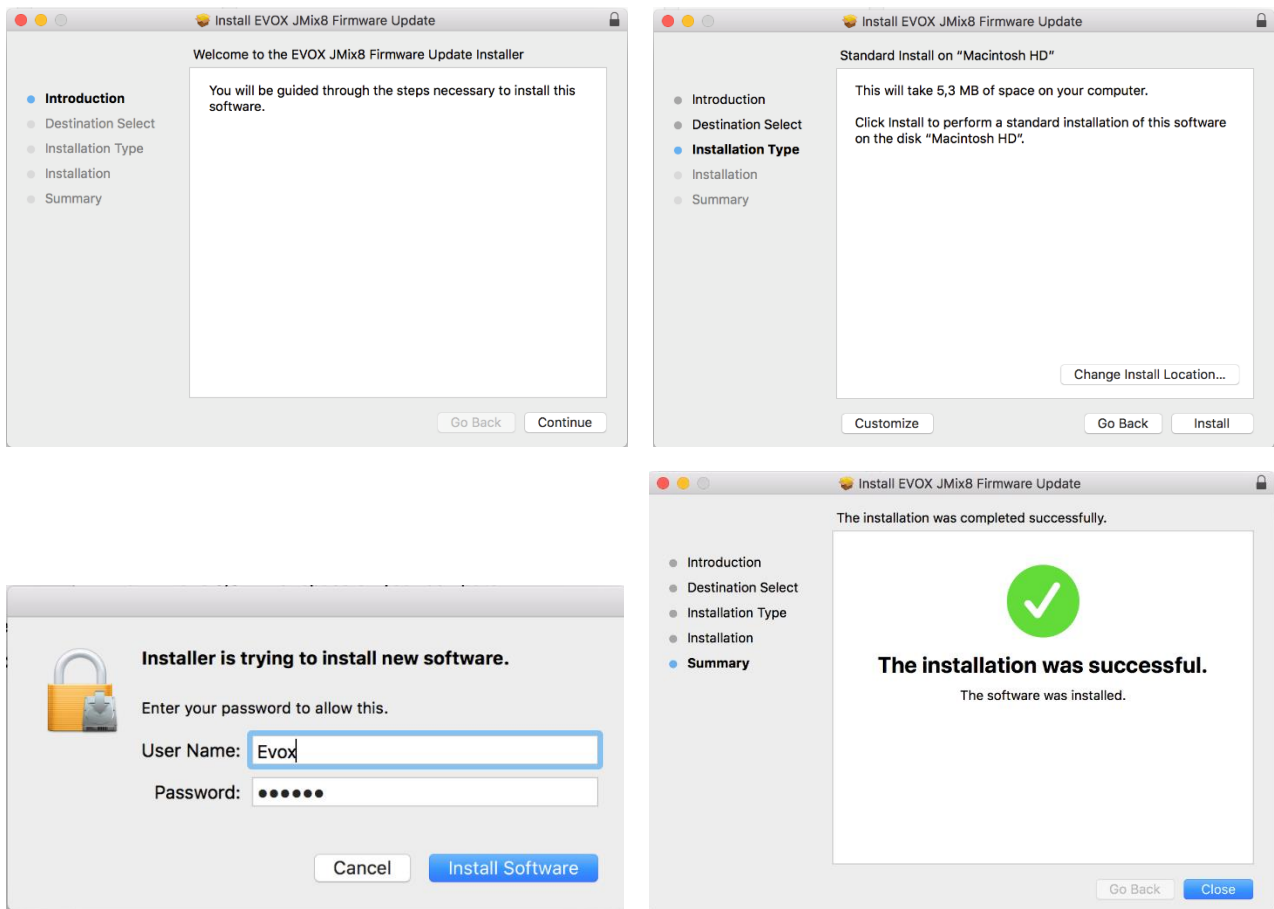 Install EVOX JMix8 Firmware Update
Welcome to the EVOX JMix8 Firmware Update Installer
Introduction
Destination Select
Installation Type
Installation
Summary
You will be guided through the steps necessary to install this
software.
Go Back
Continue
Install EVOX JMix8 Firmware Update
Standard Install on “Macintosh HD”
Introduction
Destination Select
Installation Type
Installation
Summary
This will take 5,3 MB of space on your computer.
Click Install to perform a standard installation of this software
on the disk “Macintosh HD”.
Change Install Location...
Customize
Go Back
Install
Installer is trying to install new software.
Enter your password to allow this.
User Name: Evox
Password: ●●●●●●
Cancel
Install Software
Install EVOX JMix8 Firmware Update
The installation was completed successfully.
Introduction
Destination Select
Installation Type
Installation
Summary
The installation was successful.
The software was installed.
Go Back
Close